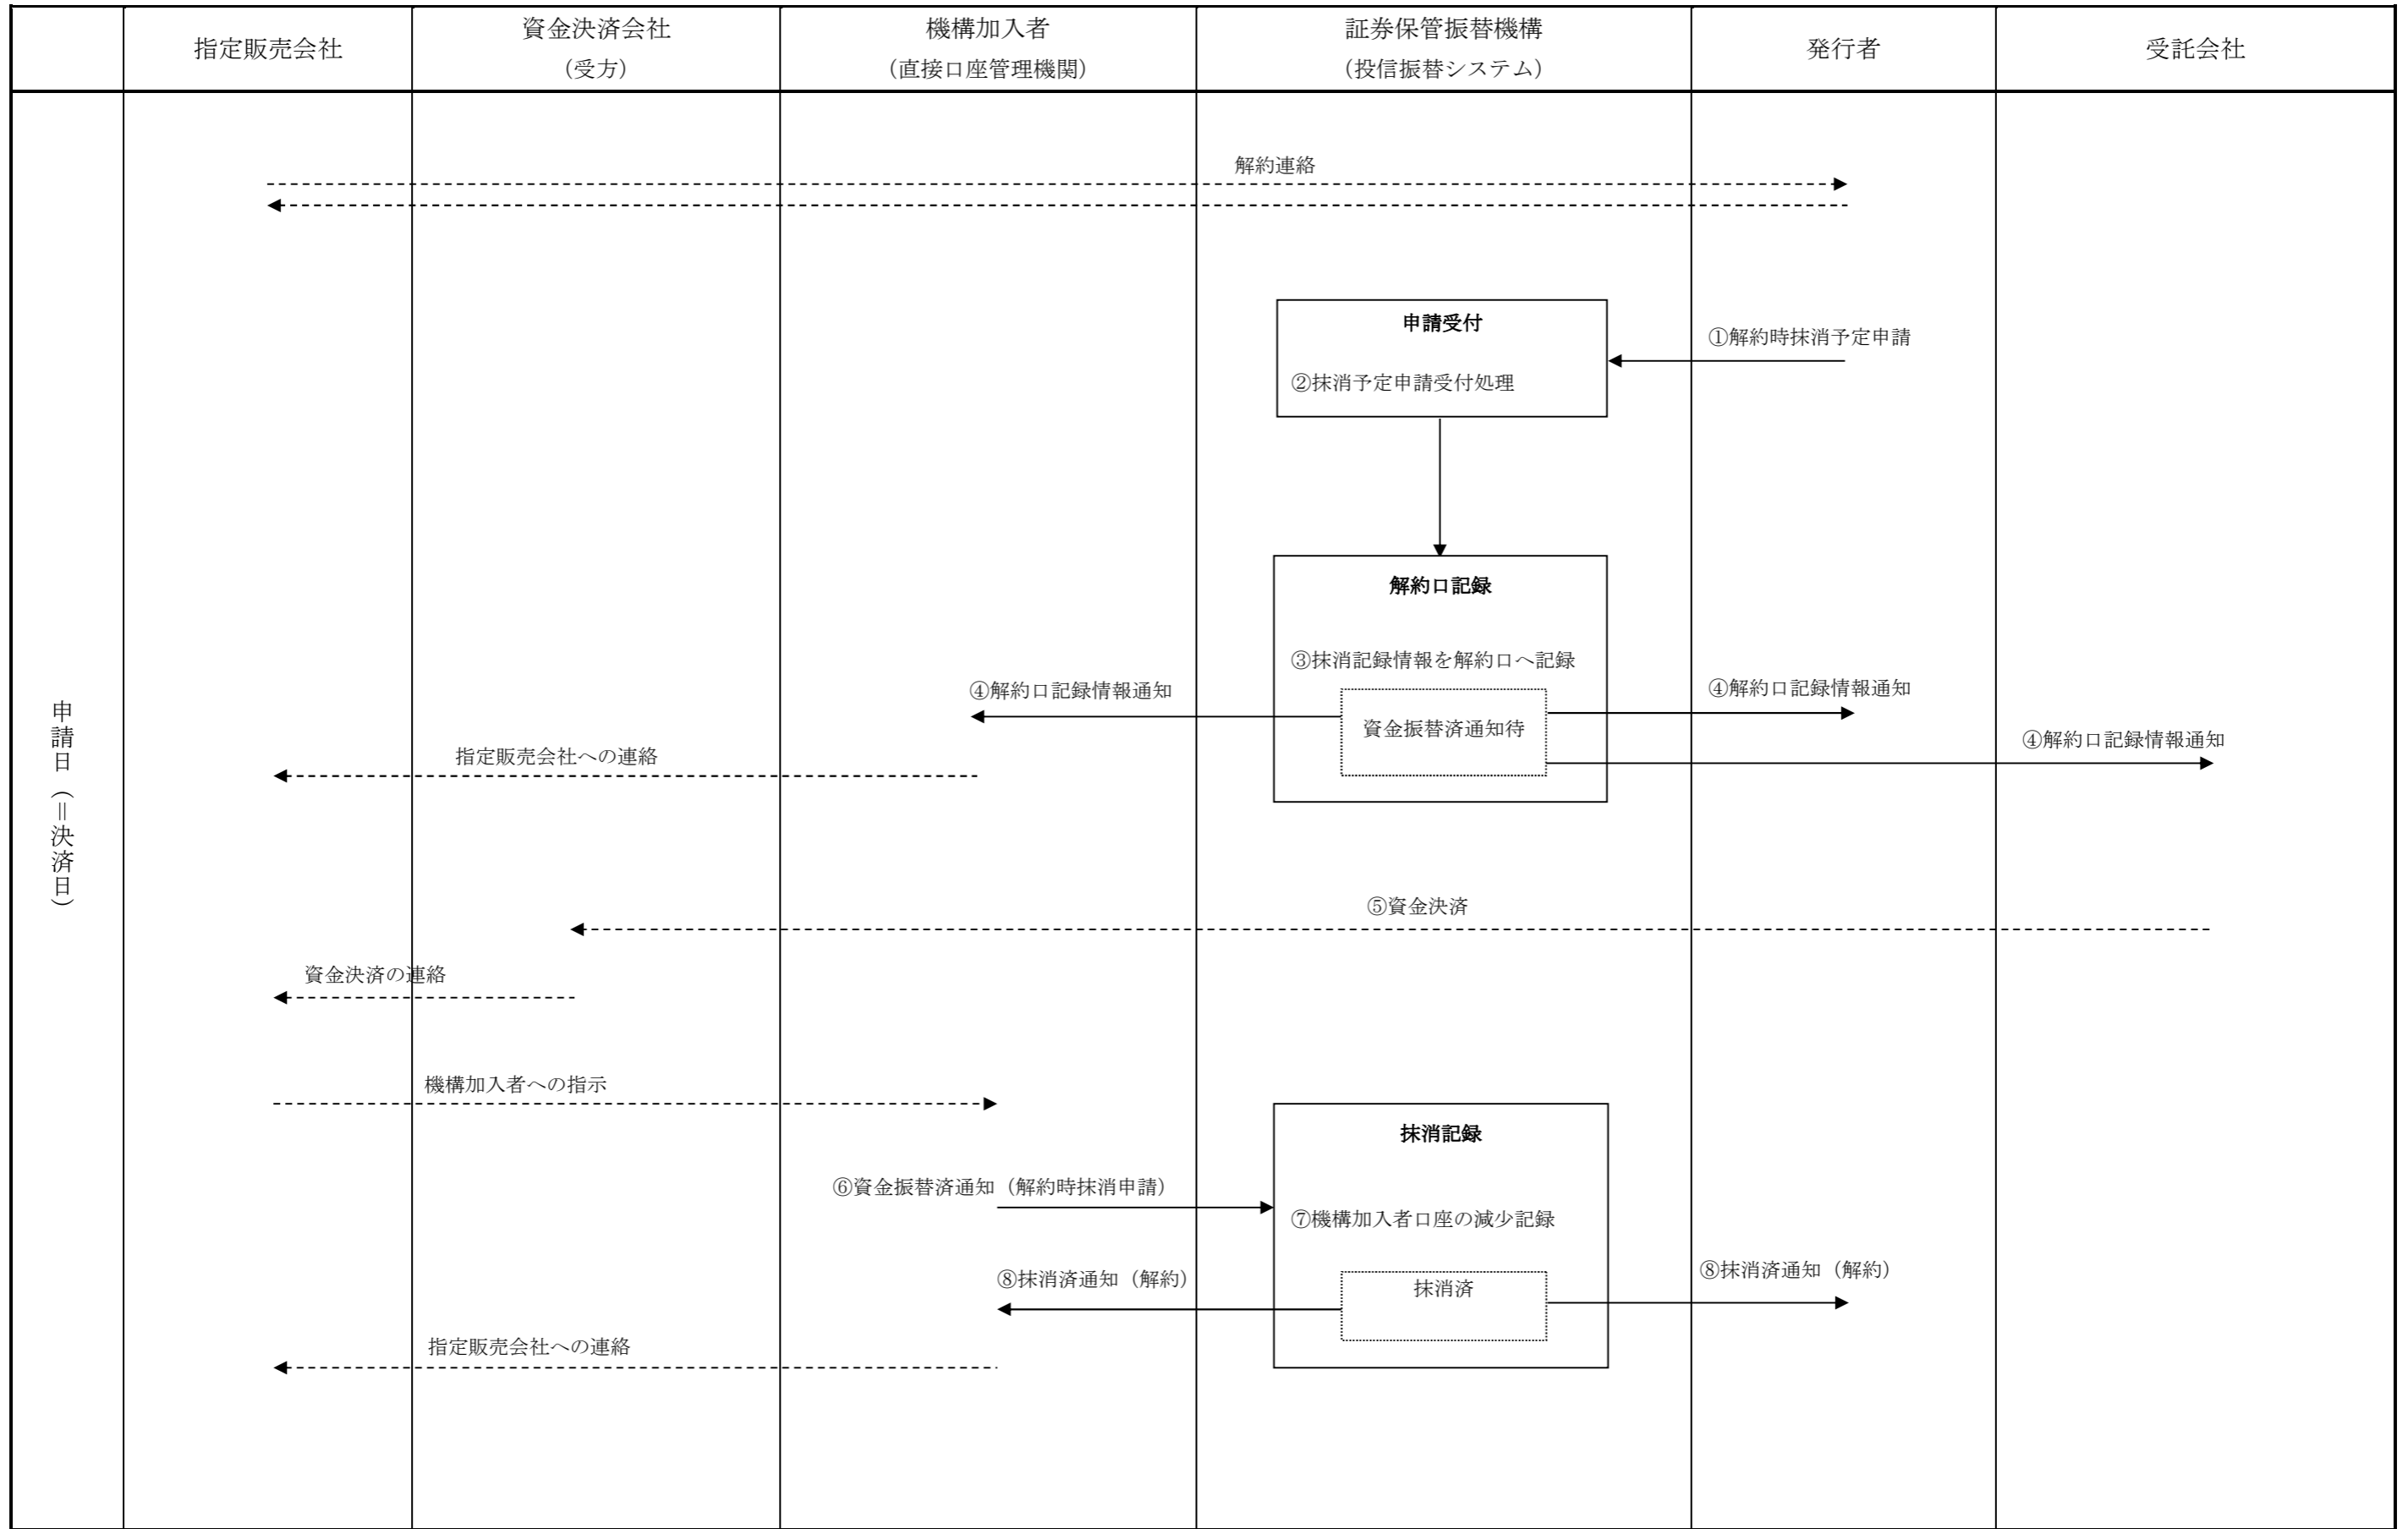 指定販売会社
資金決済会社
（受方）
機構加入者
（直接口座管理機関）
証券保管振替機構
（投信振替システム）
発行者
受託会社
申請日（＝決済日）
解約連絡
申請受付
①解約時抹消予定申請
②抹消予定申請受付処理
解約口記録
③抹消記録情報を解約口へ記録
④解約口記録情報通知
④解約口記録情報通知
資金振替済通知待
④解約口記録情報通知
指定販売会社への連絡
⑤資金決済
資金決済の連絡
機構加入者への指示
抹消記録
⑥資金振替済通知（解約時抹消申請）
⑦機構加入者口座の減少記録
⑧抹消済通知（解約）
抹消済
⑧抹消済通知（解約）
指定販売会社への連絡